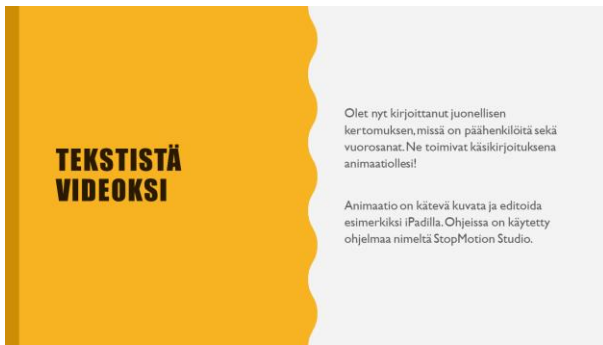 TEKSTISTÄ
VIDEOKSI
Olet nyt kirjoittanut juonellisen
kertomuksen, missä on päähenkilöitä sekä
vuorosanat. Ne toimivat käsikirjoituksena
animaatiollesi!
Animaatio on kätevä kuvata ja editoida
esimerkiksi iPadilla. Ohjeissa on käytetty
ohjelmaa nimeltä StopMotion Studio.